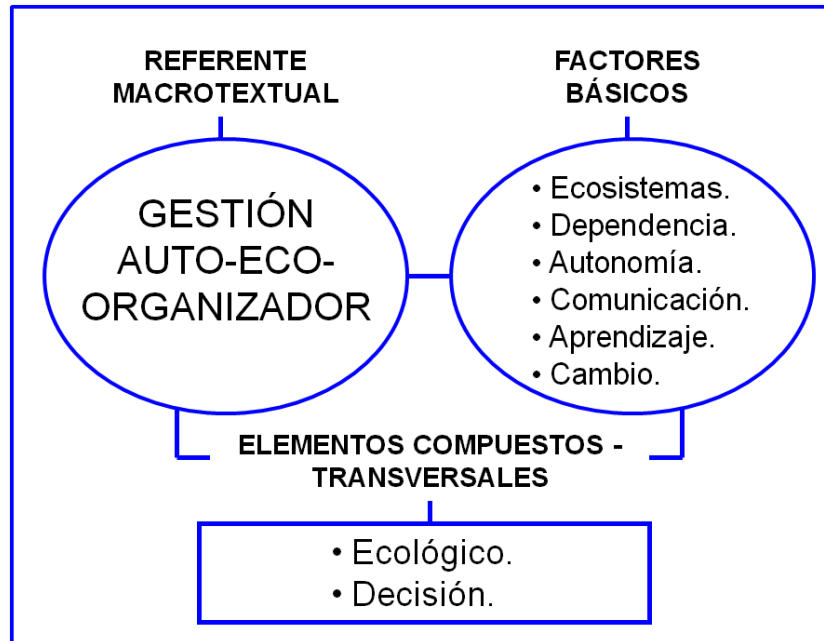 REFERENTE
MACROTEXTUAL
GESTIÓN
AUTO-ECO-
ORGANIZADOR
FACTORES
BÁSICOS
• Ecosistemas.
• Dependencia.
• Autonomía.
• Comunicación.
• Aprendizaje.
• Cambio.
ELEMENTOS COMPUESTOS -
TRANSVERSALES
• Ecológico.
• Decisión.